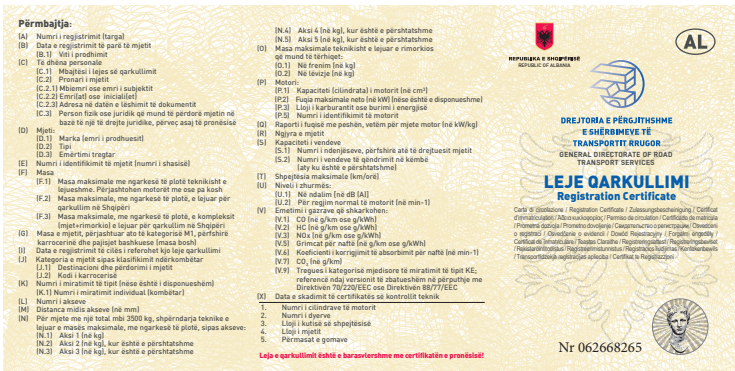 Përmbajtja:
(A) Numri i regjistrimit (targa)
(B) Data e regjistrimit të parë të mjetit
(B.1) Viti i prodhimit
(C) Të dhëna personale
(C.1) Mbajtësi i lejes së qarkullimit
(C.2) Pronari i mjetit
(C.2.1) Mbiemri ose emri i subjektit
(C.2.2) Emri(at) ose iniciali(et)
(C.2.3) Adresa në datën e lëshimit të dokumentit
(C.3) Person fizik ose juridik që mund të përdorë mjetin në
bazë të një të drejte juridike, përveç asaj të pronësisë
(D) Mjeti:
(D.1) Marka (emri i prodhuesit)
(D.2) Tipi
(D.3) Emërtimi tregtar
(E) Numri i identifikimit të mjetit (numri i shasisë)
(F) Masa
(F.1) Masa maksimale me ngarkesë të plotë teknikisht e
lejueshme. Përjashtohen motorët me ose pa kosh
(F.2) Masa maksimale, me ngarkesë të plotë, e lejuar për
qarkullim në Shqipëri
(F.3) Masa maksimale, me ngarkesë të plotë, e kompleksit
(mjet+rimorkio) e lejuar për qarkullim në Shqipëri
(G) Masa e mjetit, përjashtuar ato të kategorisë M1, përfshirë
karrocerinë dhe pajisjet bashkuese (masa bosh)
(I) Data e regjistrimit të cilës i referohet kjo leje qarkullimi
(J) Kategoria e mjetit sipas klasifikimit ndërkombëtar
(J.1) Destinacioni dhe përdorimi i mjetit
(J.2) Kodi i karrocerisë
(K) Numri i miratimit të tipit (nëse është i disponueshëm)
(K.1) Numri i miratimit individual (kombëtar)
(L) Numri i akseve
(M) Distanca midis akseve (në mm)
(N) Për mjete me një total mbi 3500 kg, shpërndarja teknike e
lejuar e masës maksimale, me ngarkesë të plotë, sipas akseve:
(N.1) Aksi 1 (në kg)
(N.2) Aksi 2 (në kg), kur është e përshtatshme
(N.3) Aksi 3 (në kg), kur është e përshtatshme
(N.4) Aksi 4 (në kg), kur është e përshtatshme
(N.5) Aksi 5 (në kg), kur është e përshtatshme
(O) Masa maksimale teknikisht e lejuar e rimorkios
që mund të tërhiqet:
(O.1) Në frenim (në kg)
(O.2) Në lëvizje (në kg)
(P) Motori:
(P.1) Kapaciteti (cilindrata) i motorit (në cm³)
(P.2) Fuqia maksimale neto (në kW) (nëse është e disponueshme)
(P.3) Lloji i karburantit ose burimi i energjisë
(P.5) Numri i identifikimit të motorit
(Q) Raporti i fuqisë me peshën, vetëm për mjete motor (në kW/kg)
(R) Ngjyra e mjetit
(S) Kapaciteti i vendeve
(S.1) Numri i ndenjëseve, përfshirë atë të drejtuesit mjetit
(S.2) Numri i vendeve të qëndrimit në këmbë
(aty ku është e përshtatshme)
(T) Shpejtësia maksimale (km/orë)
(U) Niveli i zhurmës:
(U.1) Në ndalim [në dB (A)]
(U.2) Për regjim normal të motorit (në min-1)
(V) Emetimi i gazrave që shkarkohen:
(V.1) CO (në g/km ose g/kWh)
(V.2) HC (në g/km ose g/kWh)
(V.3) NOx (në g/km ose g/kWh)
(V.5) Grimcat për naftë (në g/km ose g/kWh)
(V.6) Koeficienti i korrigjimit të absorbimit për naftë (në min-1)
(V.7) CO₂ (në g/km)
(V.9) Tregues i kategorisë mjedisore të miratimit të tipit KE;
referencë ndaj versionit të zbatueshëm në përputhje me
Direktivën 70/220/EEC ose Direktivën 88/77/EEC
(X) Data e skadimit të certifikatës së kontrollit teknik
1. Numri i cilindrave të motorit
2. Numri i dyerve
3. Lloji i kutisë së shpejtësisë
4. Lloji i mjetit
5. Përmasat e gomave
Leja e qarkullimit është e barasvlershme me certifikatën e pronësisë!
REPUBLIKA E SHQIPËRISË
REPUBLIC OF ALBANIA
AL
DREJTORIA E PËRGJITHSHME
E SHËRBIMEVE TË
TRANSPORTIT RRUGOR
GENERAL DIRECTORATE OF ROAD
TRANSPORT SERVICES
LEJE QARKULLIMI
Registration Certificate
Carta di circolazione / Registration Certificate / Zulassungsbescheinigung / Certificat
d'immatriculation / Άδεια κυκλοφορίας / Permiso de circulación / Certificado de matrícula
Nr 062668265